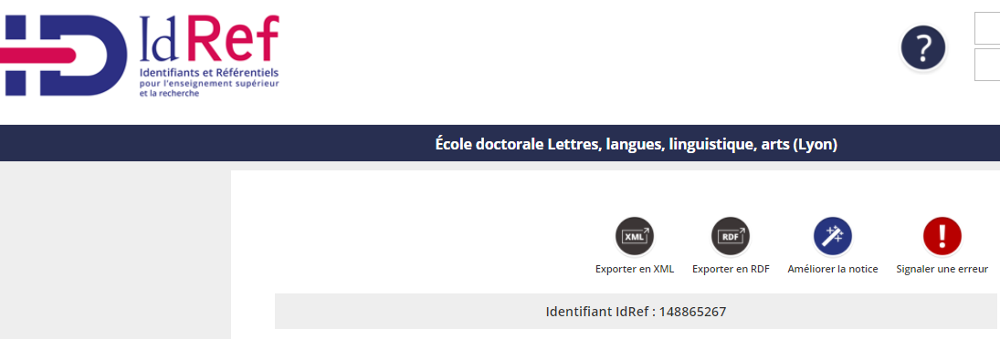 IdRef
Identifiants et Référentiels
pour l'enseignement supérieur
et la recherche
?
École doctorale Lettres, langues, linguistique, arts (Lyon)
XML
RDF
!
Exporter en XML
Exporter en RDF
Améliorer la notice
Signaler une erreur
Identifiant IdRef : 148865267